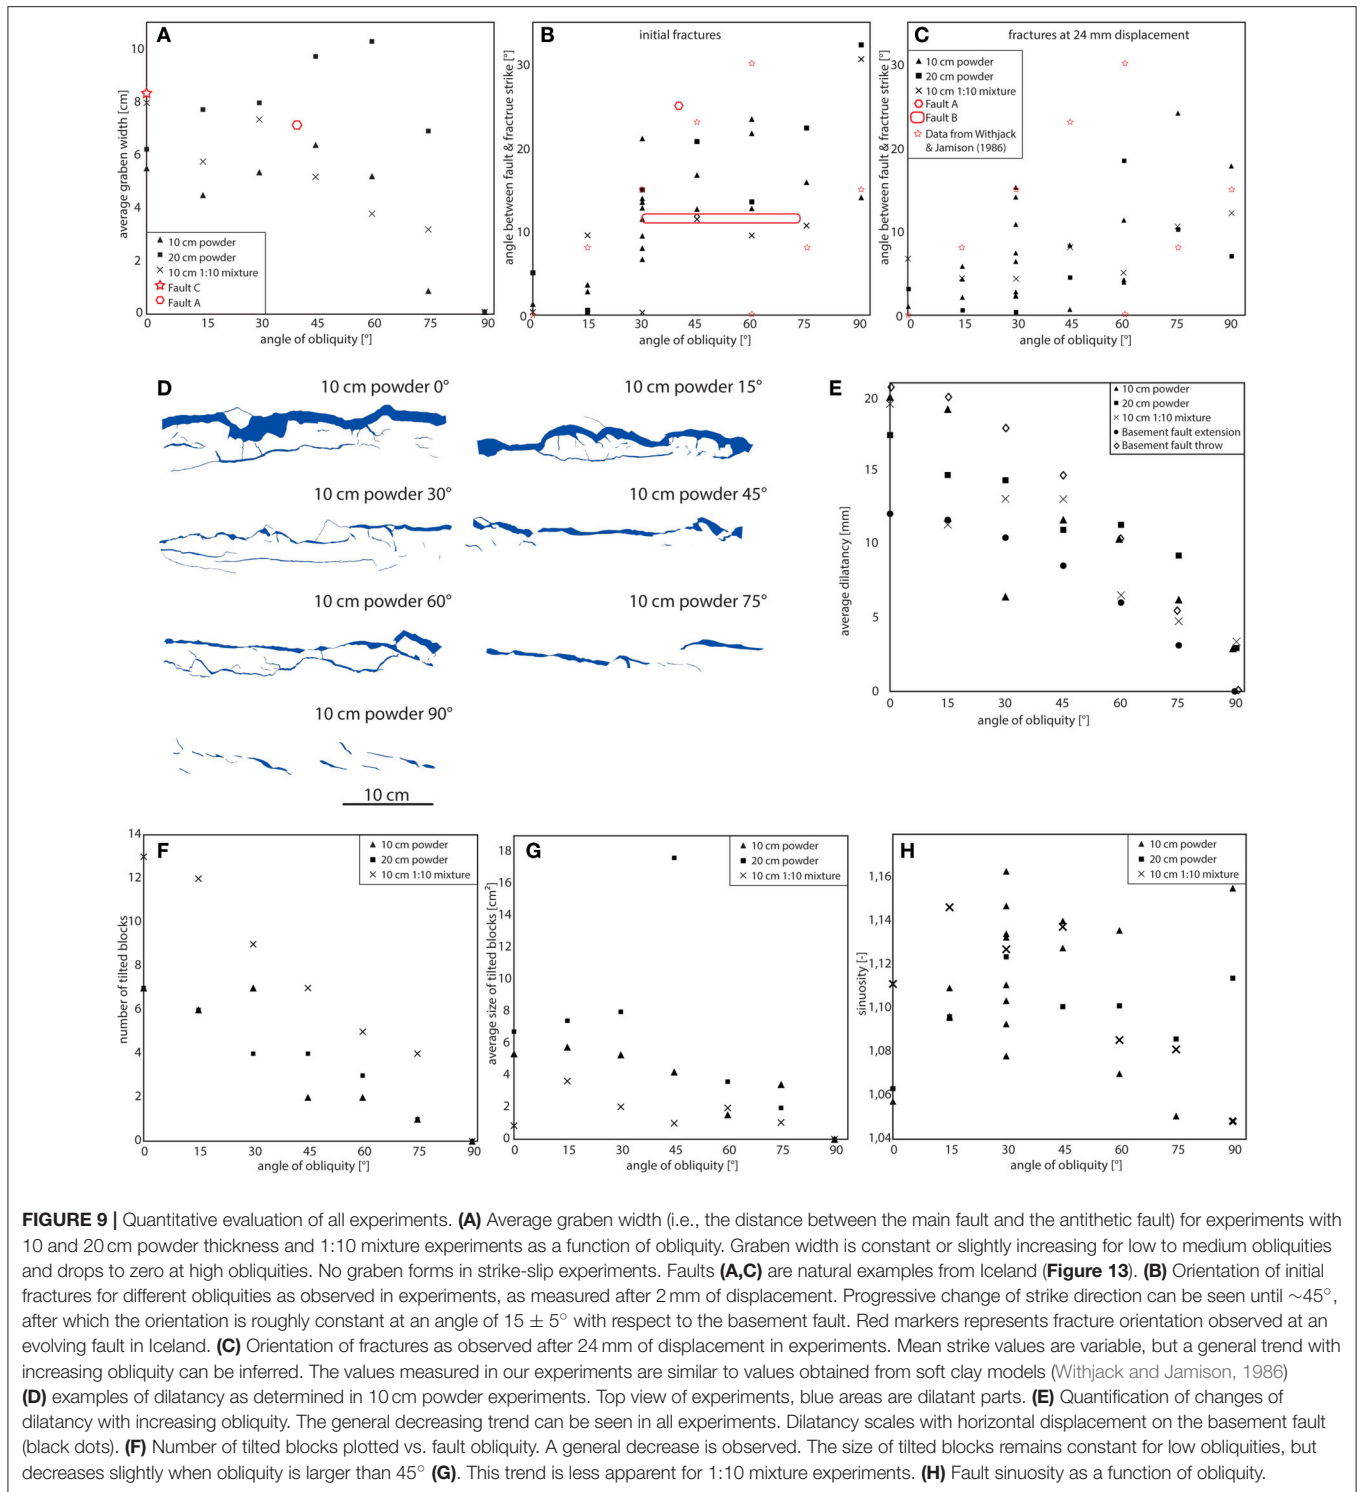 A
average graben width [cm]
10
8
6
4
2
0
10 cm powder
20 cm powder
10 cm 1:10 mixture
Fault C
Fault A
0 15 30 45 60 75 90
angle of obliquity [°]
B
initial fractures
angle between fault & fractrue strike [°]
30
20
10
0
0 15 30 45 60 75 90
angle of obliquity [°]
C
fractures at 24 mm displacement
angle between fault & fractrue strike [°]
30
20
10
0
10 cm powder
20 cm powder
10 cm 1:10 mixture
Fault A
Fault B
Data from Withjack
& Jamison (1986)
0 15 30 45 60 75 90
angle of obliquity [°]
D
10 cm powder 0°
10 cm powder 15°
10 cm powder 30°
10 cm powder 45°
10 cm powder 60°
10 cm powder 75°
10 cm powder 90°
10 cm
E
average dilatancy [mm]
20
15
10
5
0
10 cm powder
20 cm powder
10 cm 1:10 mixture
Basement fault extension
Basement fault throw
0 15 30 45 60 75 90
angle of obliquity [°]
F
number of tilted blocks
14
12
10
8
6
4
2
0
10 cm powder
20 cm powder
10 cm 1:10 mixture
0 15 30 45 60 75 90
angle of obliquity [°]
G
average size of tilted blocks [cm²]
18
16
14
12
10
8
6
4
2
0
10 cm powder
20 cm powder
10 cm 1:10 mixture
0 15 30 45 60 75 90
angle of obliquity [°]
H
sinuosity [-]
1,16
1,14
1,12
1,10
1,08
1,06
1,04
10 cm powder
20 cm powder
10 cm 1:10 mixture
0 15 30 45 60 75 90
angle of obliquity [°]
FIGURE 9 | Quantitative evaluation of all experiments. (A) Average graben width (i.e., the distance between the main fault and the antithetic fault) for experiments with
10 and 20 cm powder thickness and 1:10 mixture experiments as a function of obliquity. Graben width is constant or slightly increasing for low to medium obliquities
and drops to zero at high obliquities. No graben forms in strike-slip experiments. Faults (A,C) are natural examples from Iceland (Figure 13). (B) Orientation of initial
fractures for different obliquities as observed in experiments, as measured after 2 mm of displacement. Progressive change of strike direction can be seen until ~45°,
after which the orientation is roughly constant at an angle of 15 ± 5° with respect to the basement fault. Red markers represents fracture orientation observed at an
evolving fault in Iceland. (C) Orientation of fractures as observed after 24 mm of displacement in experiments. Mean strike values are variable, but a general trend with
increasing obliquity can be inferred. The values measured in our experiments are similar to values obtained from soft clay models (Withjack and Jamison, 1986)
(D) examples of dilatancy as determined in 10 cm powder experiments. Top view of experiments, blue areas are dilatant parts. (E) Quantification of changes of
dilatancy with increasing obliquity. The general decreasing trend can be seen in all experiments. Dilatancy scales with horizontal displacement on the basement fault
(black dots). (F) Number of tilted blocks plotted vs. fault obliquity. A general decrease is observed. The size of tilted blocks remains constant for low obliquities, but
decreases slightly when obliquity is larger than 45° (G). This trend is less apparent for 1:10 mixture experiments. (H) Fault sinuosity as a function of obliquity.